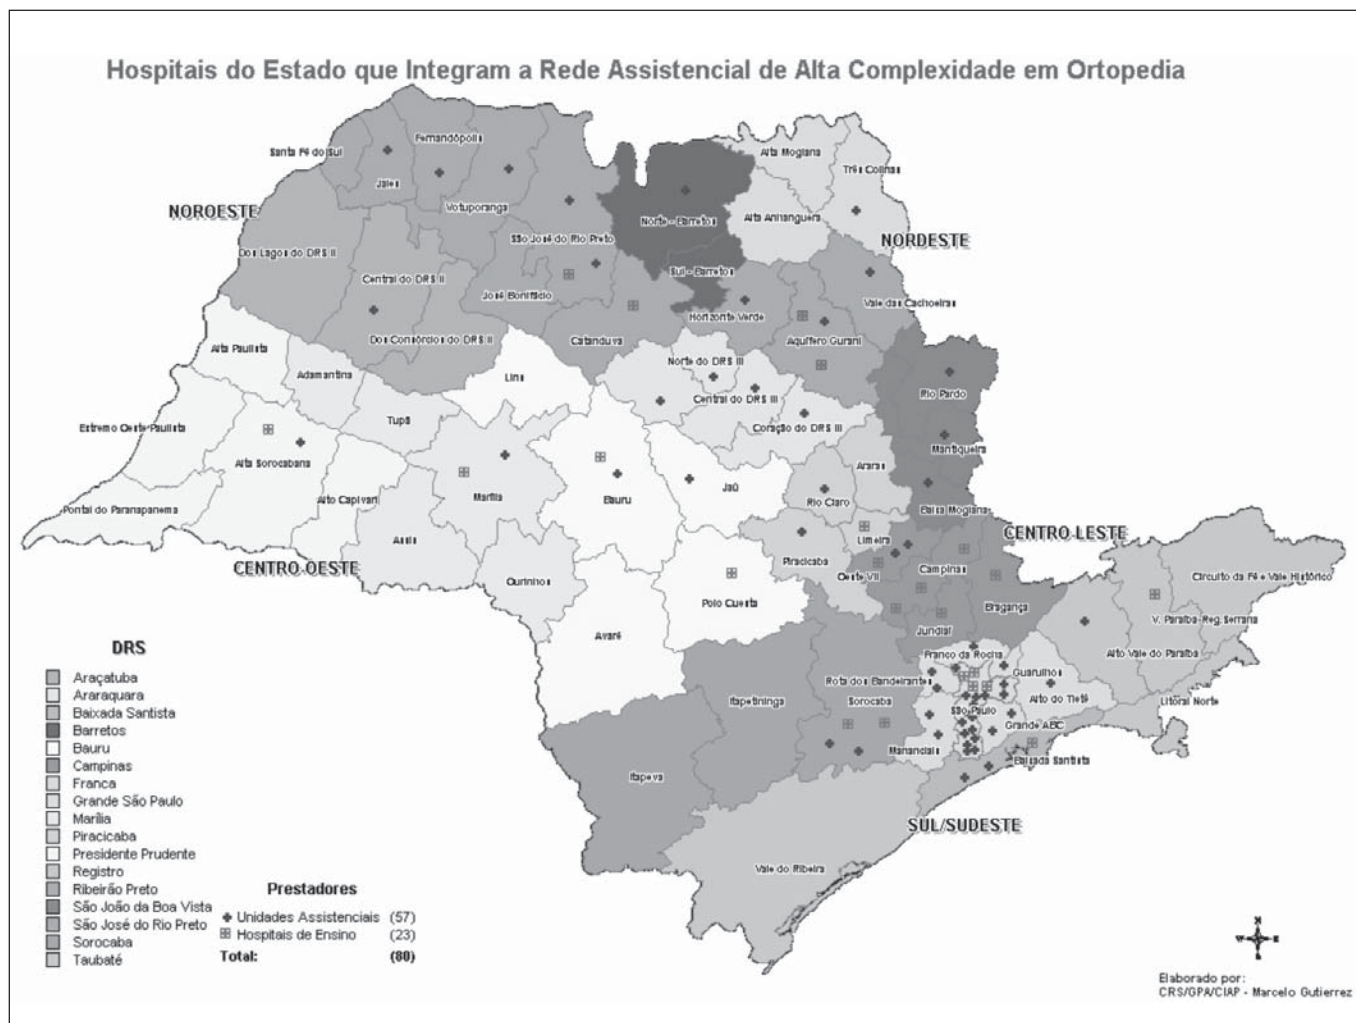 Hospitais do Estado que Integram a Rede Assistencial de Alta Complexidade em Ortopedia
Santa Fé do Sul
Fernandópolis
Jales
Votuporanga
Alta Mogiana
Três Colinas
NOROESTE
Norte - Barretos
Alta Anhanguera
São José do Rio Preto
NORDESTE
Dos Lagos do DRS II
Central do DRS II
Sul - Barretos
José Bonifácio
Vale das Cachoeiras
Horizonte Verde
Dos Consórcios do DRS II
Catanduva
Aquífero Gurani
Alta Paulista
Adamantina
Lins
Norte do DRS III
Rio Pardo
Central do DRS III
Tupã
Extremo Oeste Paulista
Coração do DRS III
Mantiqueira
Alta Sorocabana
Araras
Marília
Bauru
Jaú
Rio Claro
Alto Capivari
Pontal do Paranapanema
Baixa Mogiana
CENTRO-LESTE
Assis
Limeira
CENTRO-OESTE
Piracicaba
Campinas
Oeste VII
Circuito da Fé e Vale Histórico
Ourinhos
Polo Cuesta
Bragança
V. Paraíba-Reg. Serrana
Jundiaí
Avaré
Franco da Rocha
Alto Vale do Paraíba
Guarulhos
Rota dos Bandeirantes
Alto do Tietê
Itapetininga
Sorocaba
São Paulo
Litoral Norte
Grande ABC
Mananciais
Baixada Santista
Itapeva
SUL/SUDESTE
Vale do Ribeira
DRS
Araçatuba
Araraquara
Baixada Santista
Barretos
Bauru
Campinas
Franca
Grande São Paulo
Marília
Piracicaba
Presidente Prudente
Registro
Ribeirão Preto
São João da Boa Vista
São José do Rio Preto
Sorocaba
Taubaté
Prestadores
Unidades Assistenciais (57)
Hospitais de Ensino (23)
Total: (80)
N
W E
S
Elaborado por:
CRS/GPA/CIAP - Marcelo Gutierrez